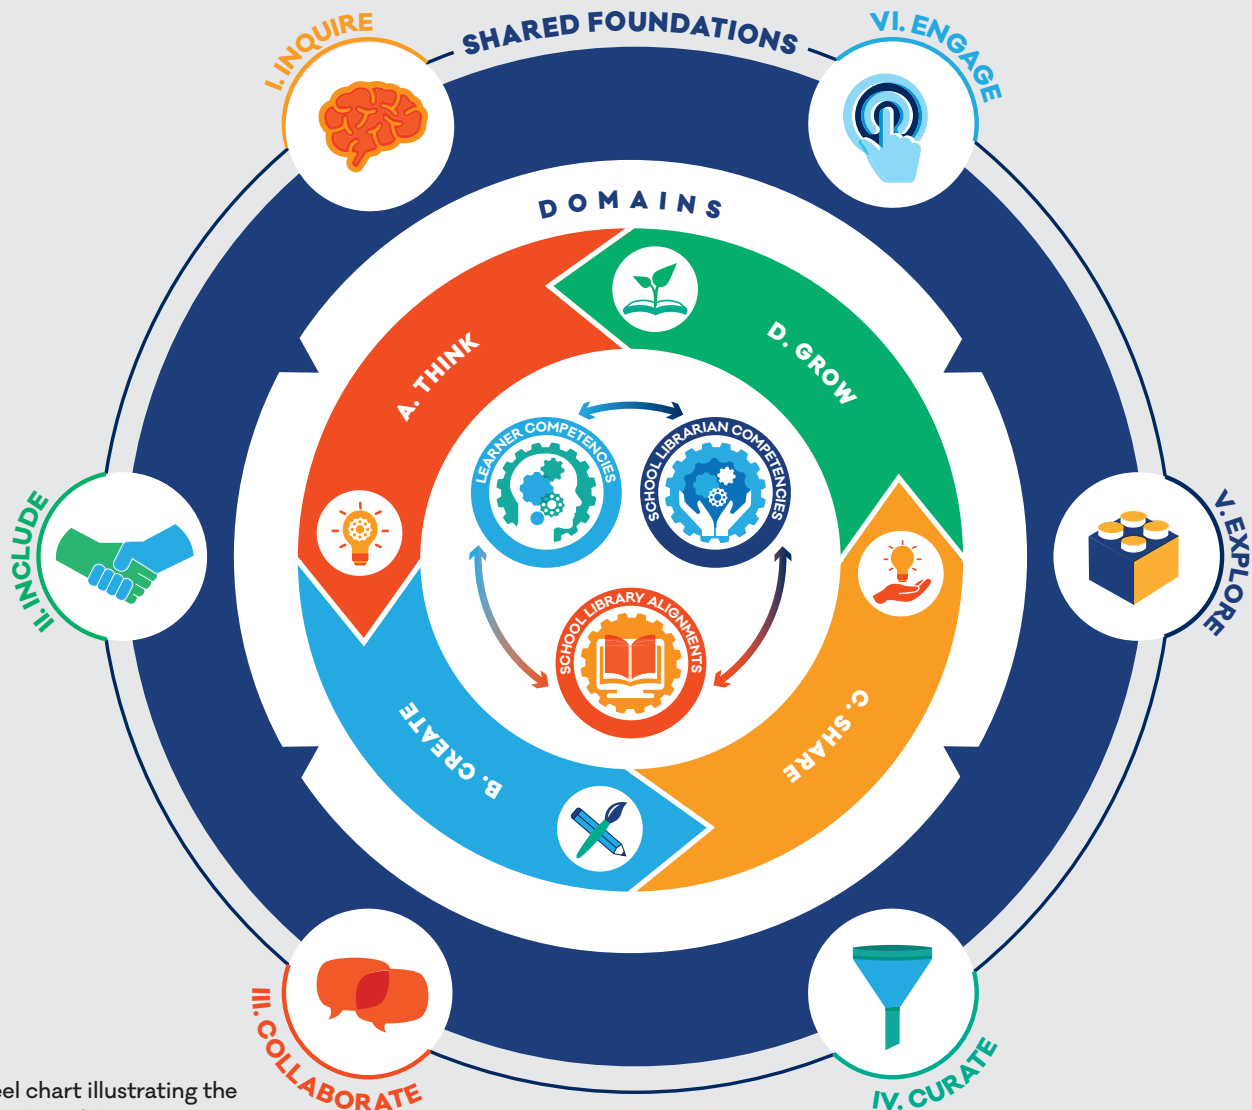 SHARED FOUNDATIONS
I. INQUIRE
VI. ENGAGE
DOMAINS
A. THINK
D. GROW
LEARNER COMPETENCIES
SCHOOL LIBRARIAN COMPETENCIES
II. INCLUDE
V. EXPLORE
SCHOOL LIBRARY ALIGNMENTS
B. CREATE
C. SHARE
III. COLLABORATE
IV. CURATE
chart illustrating the